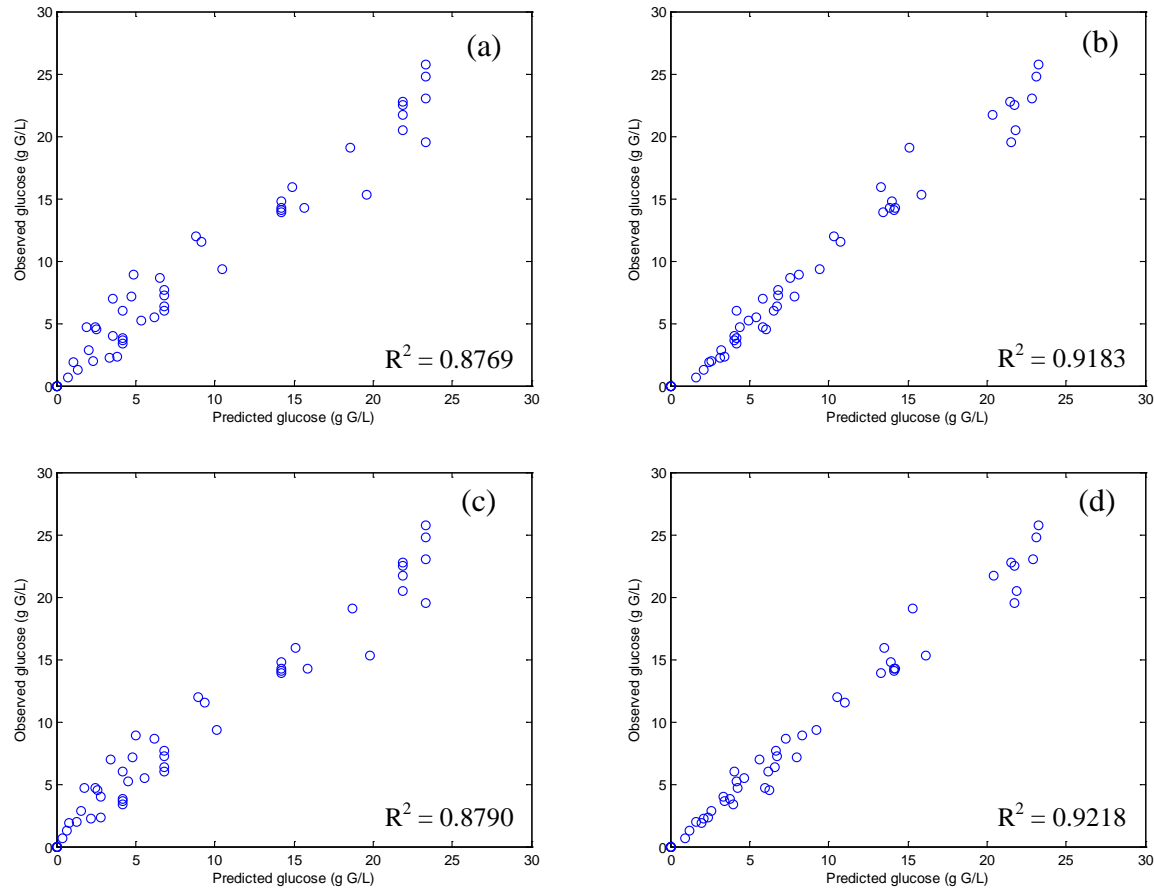 (a)
30
25
20
15
10
5
0
Observed glucose (g G/L)
R² = 0.8769
0 5 10 15 20 25 30
Predicted glucose (g G/L)
(b)
30
25
20
15
10
5
0
Observed glucose (g G/L)
R² = 0.9183
0 5 10 15 20 25 30
Predicted glucose (g G/L)
(c)
30
25
20
15
10
5
0
Observed glucose (g G/L)
R² = 0.8790
0 5 10 15 20 25 30
Predicted glucose (g G/L)
(d)
30
25
20
15
10
5
0
Observed glucose (g G/L)
R² = 0.9218
0 5 10 15 20 25 30
Predicted glucose (g G/L)